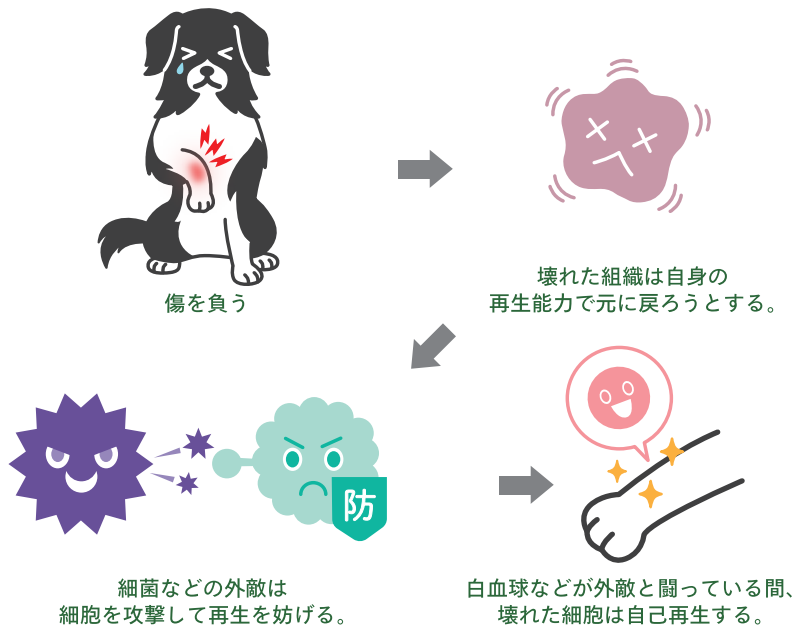 傷を負う
壊れた組織は自身の
再生能力で元に戻ろうとする。
防
細菌などの外敵は
細胞を攻撃して再生を妨げる。
白血球などが外敵と闘っている間、
壊れた細胞は自己再生する。